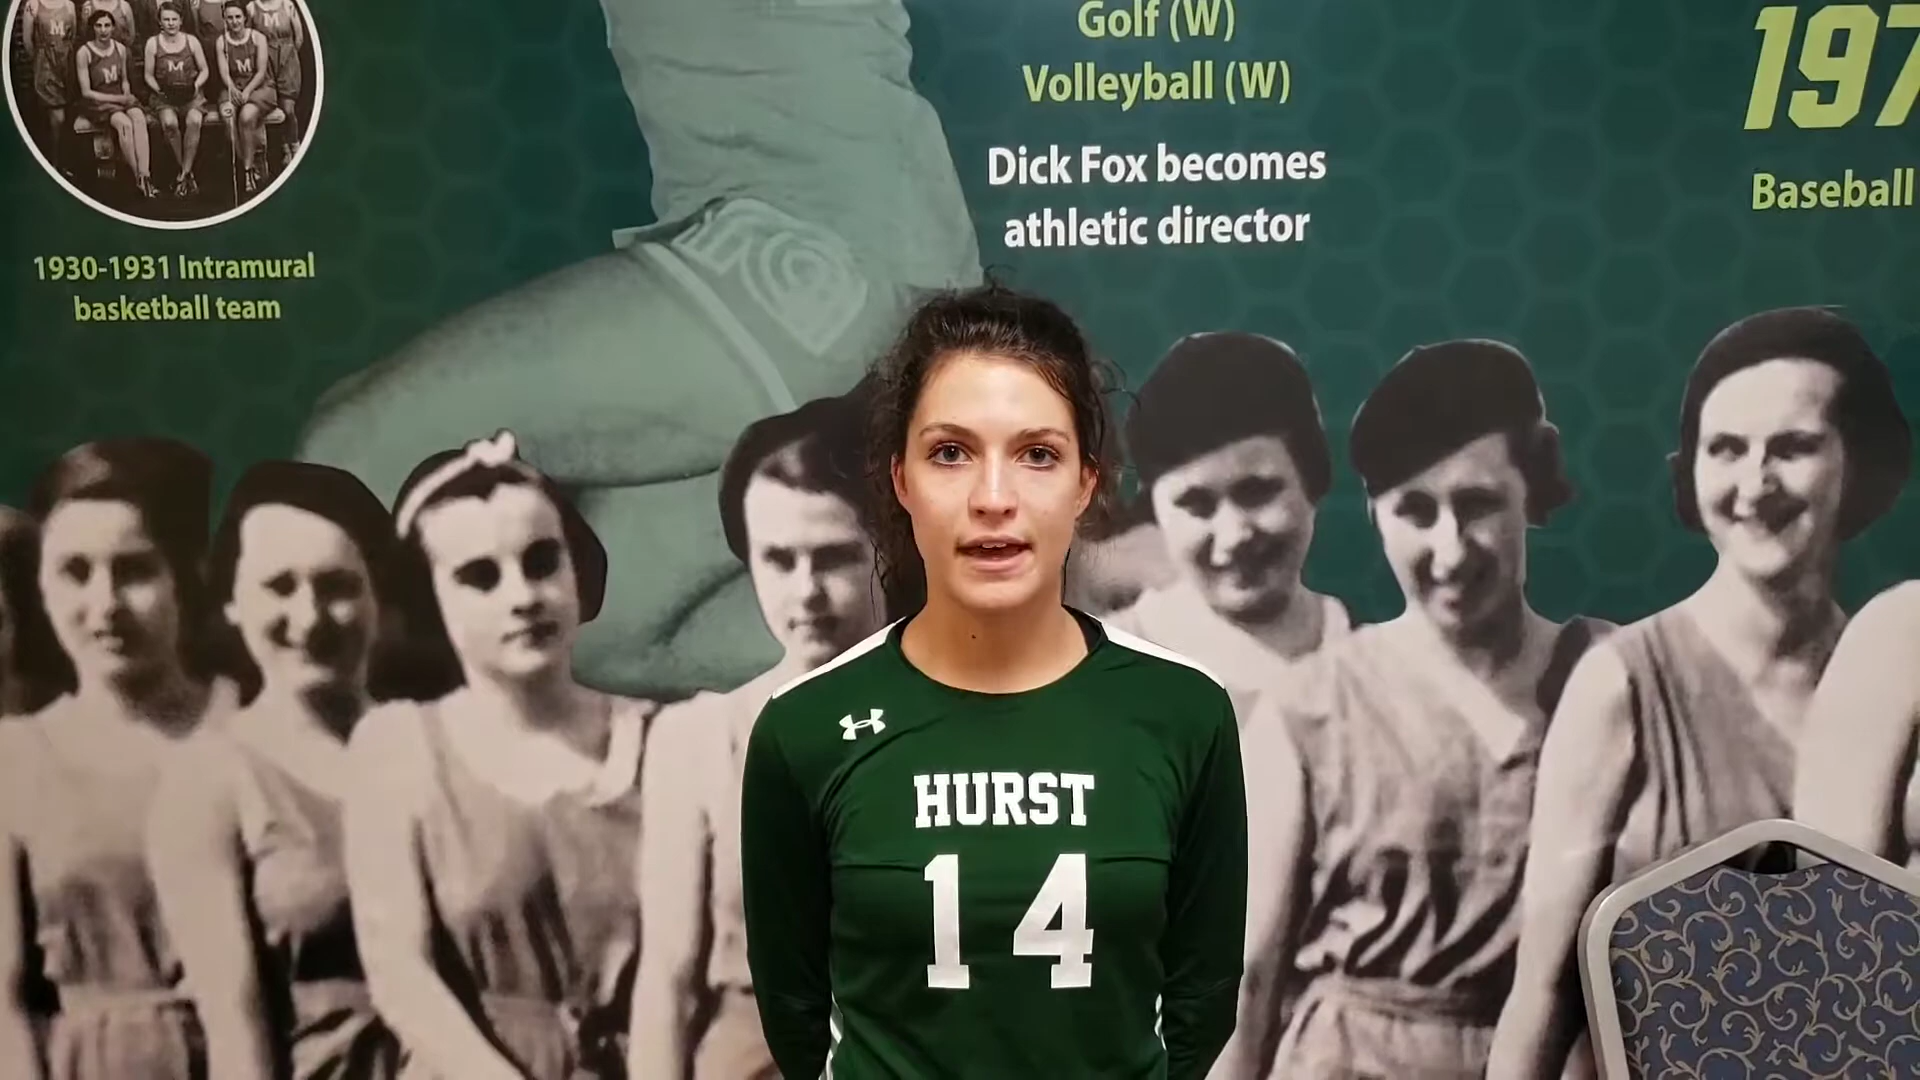 M M M M
1930-1931 Intramural
basketball team
Golf (W)
Volleyball (W)
Dick Fox becomes
athletic director
197
Baseball
HURST
14